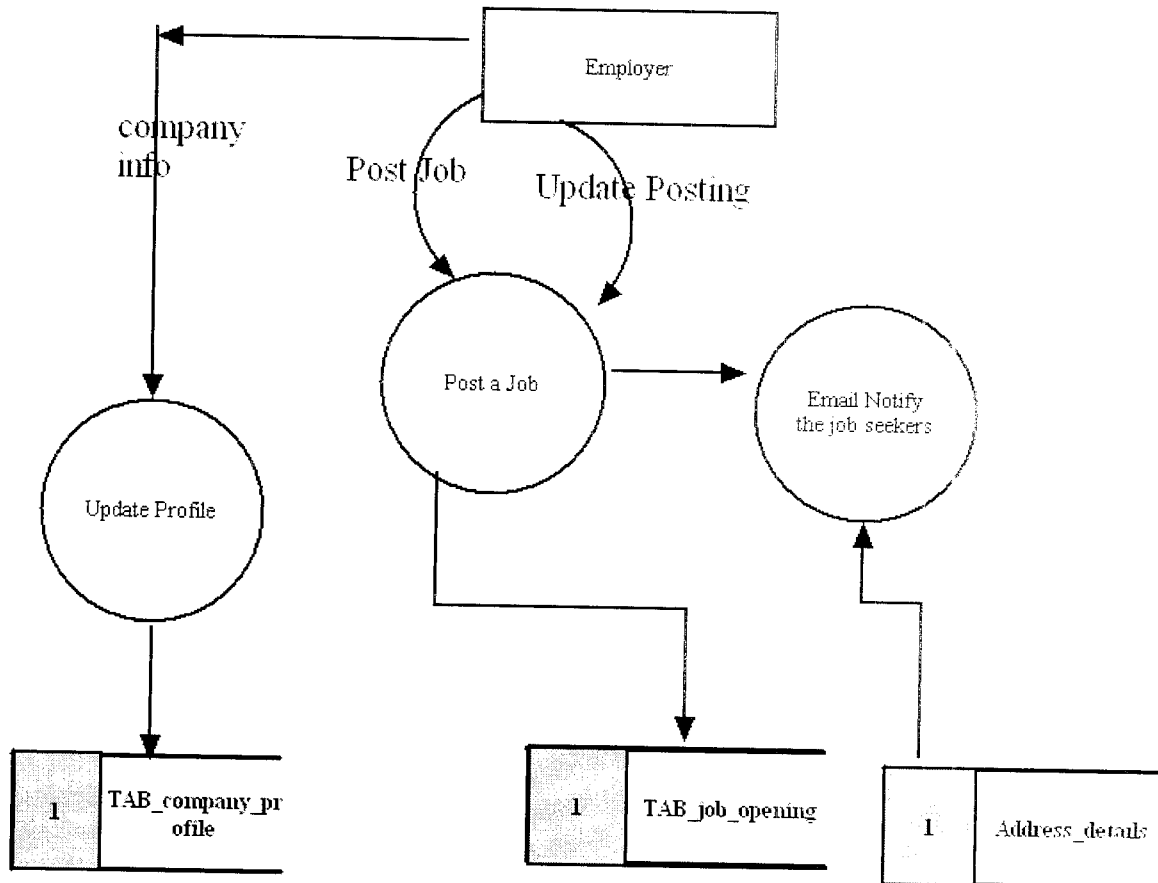 Employer
company
info
Post Job
Update Posting
Post a Job
Email Notify
the job seekers
Update Profile
1
TAB_company_pr
ofile
1
TAB_job_opening
1
Address_details